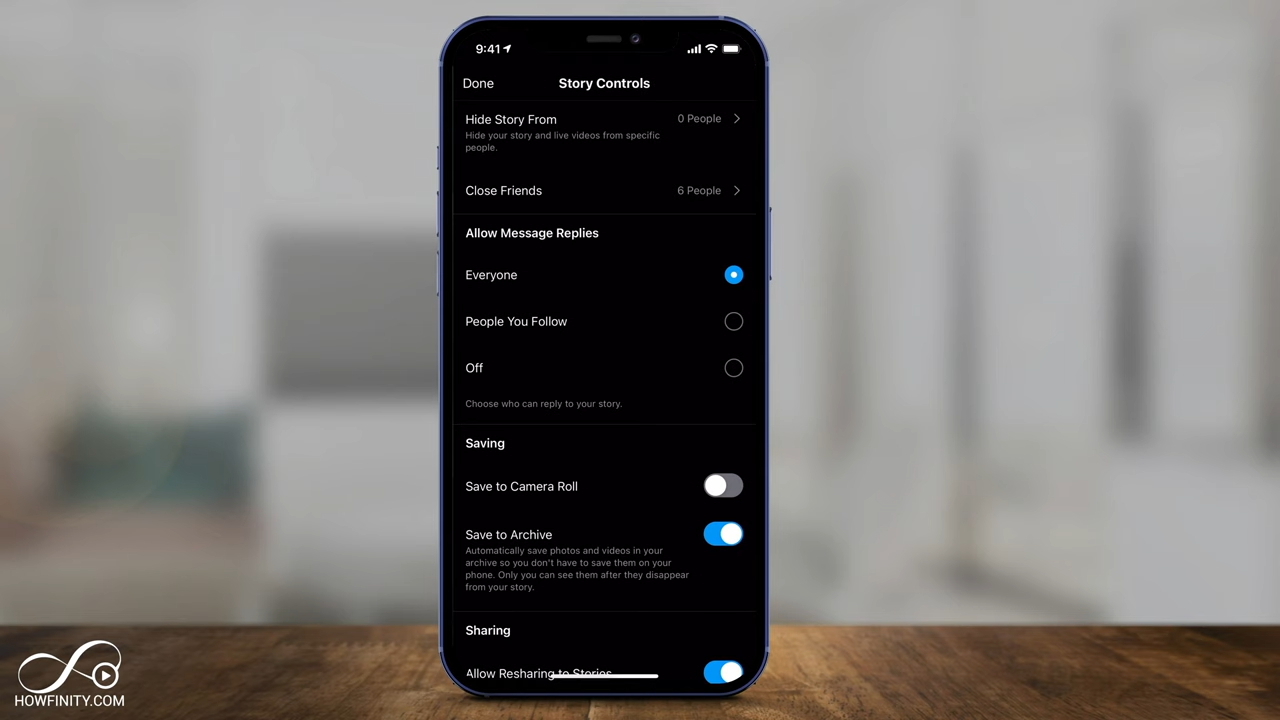 9:41
Done
Story Controls
Hide Story From
0 People
Hide your story and live videos from specific
people.
Close Friends
6 People
Allow Message Replies
Everyone
People You Follow
Off
Choose who can reply to your story.
Saving
Save to Camera Roll
Save to Archive
Automatically save photos and videos in your
archive so you don't have to save them on your
phone. Only you can see them after they disappear
from your story.
Sharing
Allow Resharing to Stories
HOWFINITY.COM